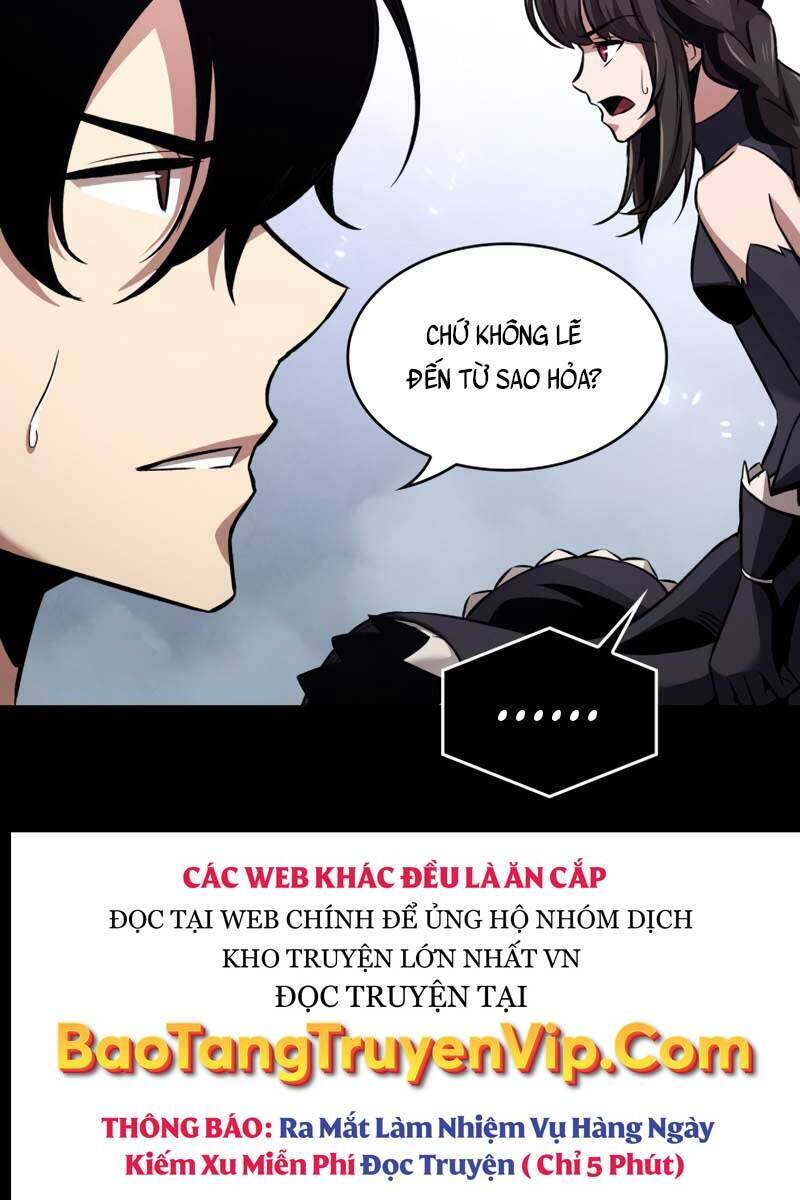 CHỨ KHÔNG LẼ
ĐẾN TỪ SAO HỎA?
......
CÁC WEB KHÁC ĐỀU LÀ ĂN CẮP
ĐỌC TẠI WEB CHÍNH ĐỂ ỦNG HỘ NHÓM DỊCH
KHO TRUYỆN LỚN NHẤT VN
ĐỌC TRUYỆN TẠI
BaoTangTruyenVip.Com
THÔNG BÁO: Ra Mắt Làm Nhiệm Vụ Hàng Ngày
Kiếm Xu Miễn Phí Đọc Truyện ( Chỉ 5 Phút)